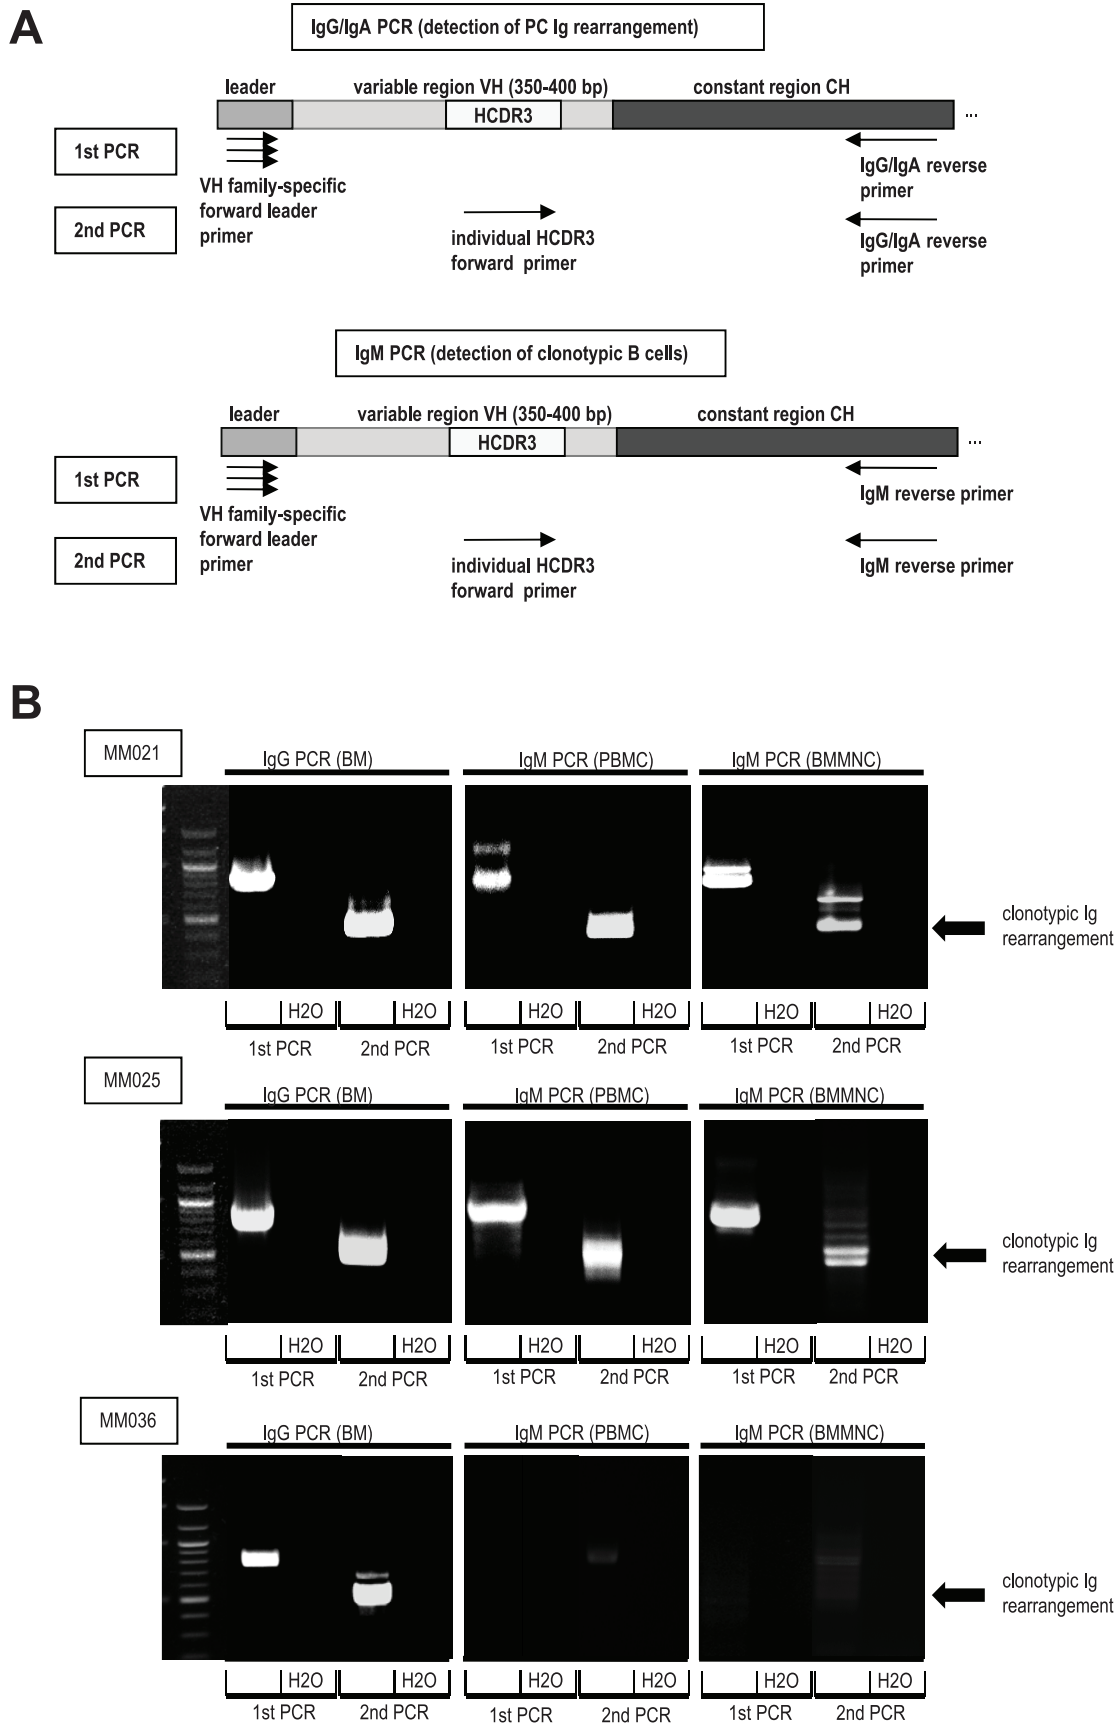 A
IgG/IgA PCR (detection of PC Ig rearrangement)
leader
variable region VH (350-400 bp)
constant region CH
HCDR3
...
1st PCR
VH family-specific
forward leader
primer
IgG/IgA reverse
primer
2nd PCR
individual HCDR3
forward primer
IgG/IgA reverse
primer
IgM PCR (detection of clonotypic B cells)
leader
variable region VH (350-400 bp)
constant region CH
HCDR3
...
1st PCR
VH family-specific
forward leader
primer
IgM reverse primer
2nd PCR
individual HCDR3
forward primer
IgM reverse primer
B
MM021
IgG PCR (BM)
IgM PCR (PBMC)
IgM PCR (BMMNC)
clonotypic Ig
rearrangement
H2O H2O H2O H2O H2O H2O
1st PCR 2nd PCR 1st PCR 2nd PCR 1st PCR 2nd PCR
MM025
IgG PCR (BM)
IgM PCR (PBMC)
IgM PCR (BMMNC)
clonotypic Ig
rearrangement
H2O H2O H2O H2O H2O H2O
1st PCR 2nd PCR 1st PCR 2nd PCR 1st PCR 2nd PCR
MM036
IgG PCR (BM)
IgM PCR (PBMC)
IgM PCR (BMMNC)
clonotypic Ig
rearrangement
H2O H2O H2O H2O H2O H2O
1st PCR 2nd PCR 1st PCR 2nd PCR 1st PCR 2nd PCR